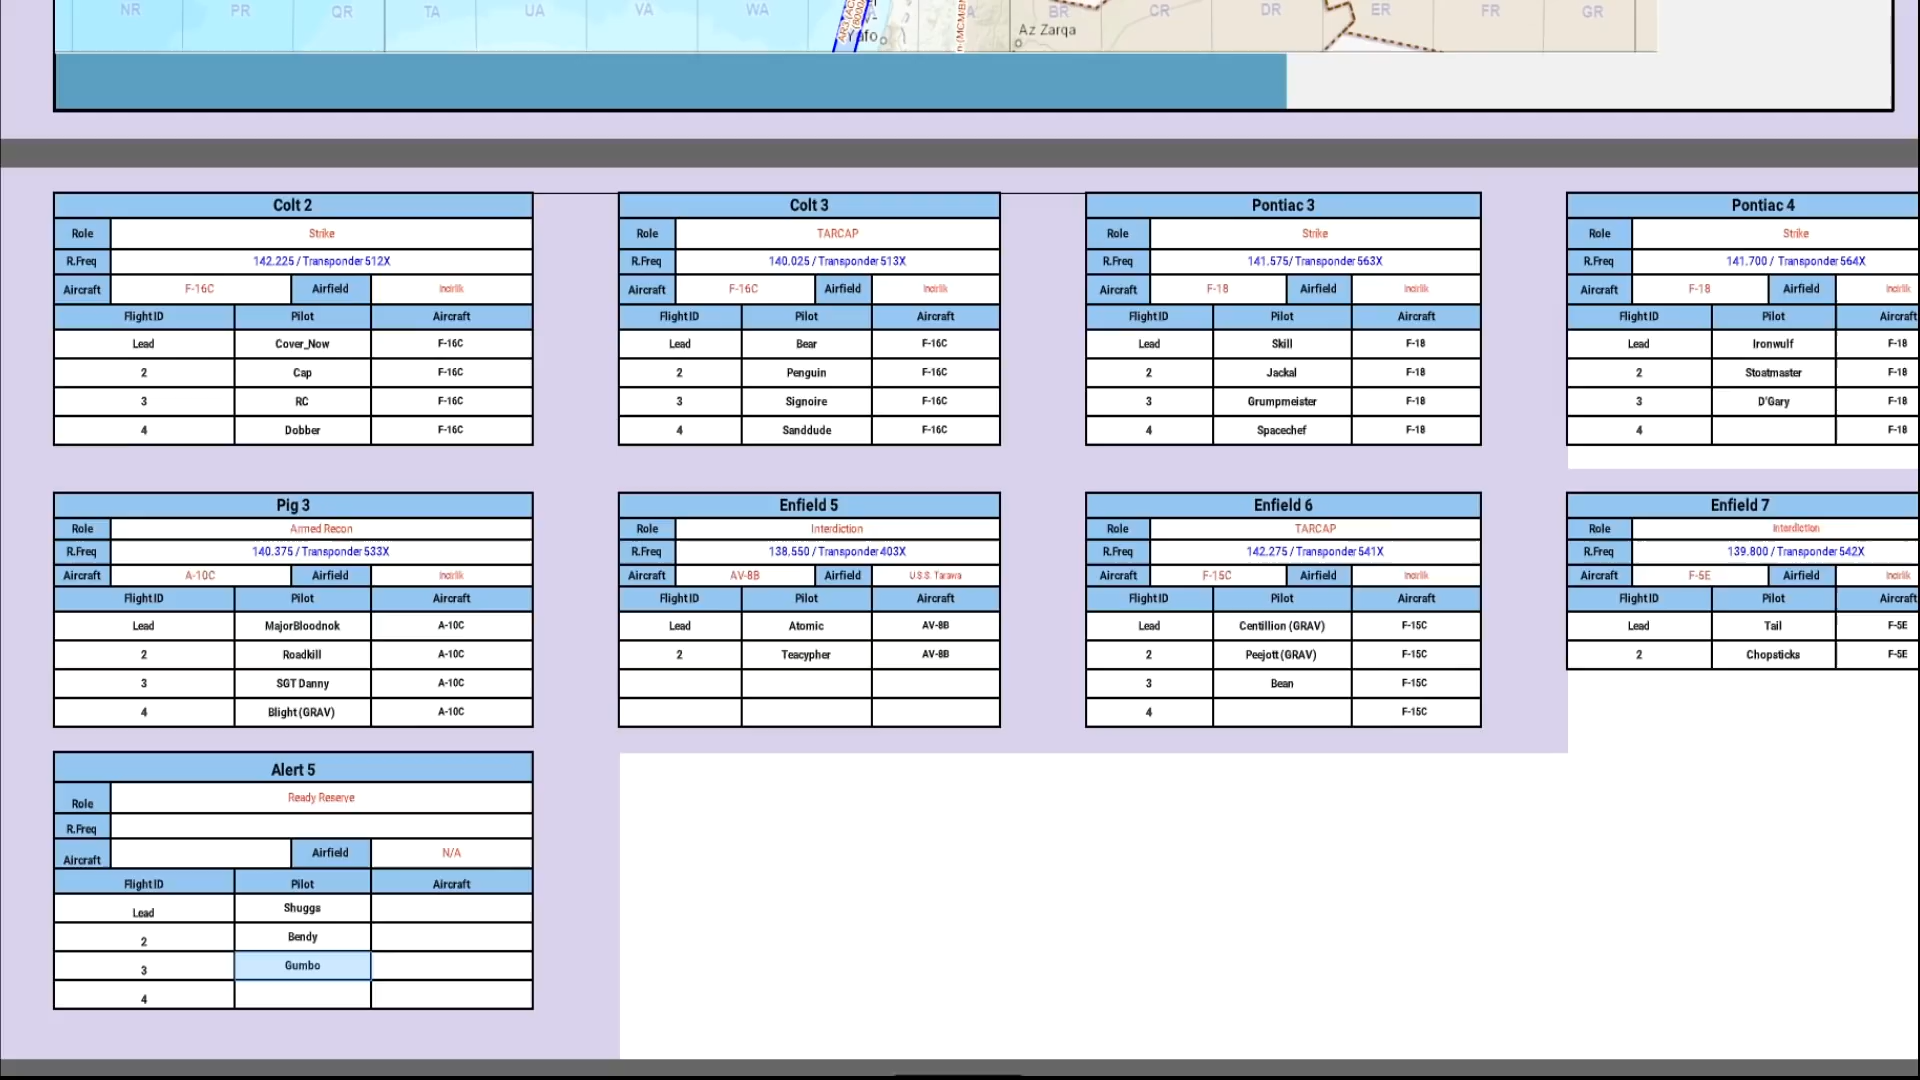 NR PR QR TA UA VA WA BR CR DR ER FR GR
Yafo
Az Zarqa
Colt 2
Role Strike
R.Freq 142.225 / Transponder 512X
Aircraft F-16C Airfield Incirlik
Flight ID Pilot Aircraft
Lead Cover_Now F-16C
2 Cap F-16C
3 RC F-16C
4 Dobber F-16C
Colt 3
Role TARCAP
R.Freq 140.025 / Transponder 513X
Aircraft F-16C Airfield Incirlik
Flight ID Pilot Aircraft
Lead Bear F-16C
2 Penguin F-16C
3 Signoire F-16C
4 Sanddude F-16C
Pontiac 3
Role Strike
R.Freq 141.575/ Transponder 563X
Aircraft F-18 Airfield Incirlik
Flight ID Pilot Aircraft
Lead Skill F-18
2 Jackal F-18
3 Grumpmeister F-18
4 Spacechef F-18
Pontiac 4
Role Strike
R.Freq 141.700 / Transponder 564X
Aircraft F-18 Airfield Incirlik
Flight ID Pilot Aircraft
Lead Ironwulf F-18
2 Stoatmaster F-18
3 D'Gary F-18
4 F-18
Pig 3
Role Armed Recon
R.Freq 140.375 / Transponder 533X
Aircraft A-10C Airfield Incirlik
Flight ID Pilot Aircraft
Lead MajorBloodnok A-10C
2 Roadkill A-10C
3 SGT Danny A-10C
4 Blight (GRAV) A-10C
Enfield 5
Role Interdiction
R.Freq 138.550 / Transponder 403X
Aircraft AV-8B Airfield U.S.S. Tarawa
Flight ID Pilot Aircraft
Lead Atomic AV-8B
2 Teacypher AV-8B
Enfield 6
Role TARCAP
R.Freq 142.275 / Transponder 541X
Aircraft F-15C Airfield Incirlik
Flight ID Pilot Aircraft
Lead Centillion (GRAV) F-15C
2 Peejott (GRAV) F-15C
3 Bean F-15C
4 F-15C
Enfield 7
Role Interdiction
R.Freq 139.800 / Transponder 542X
Aircraft F-5E Airfield Incirlik
Flight ID Pilot Aircraft
Lead Tail F-5E
2 Chopsticks F-5E
Alert 5
Role Ready Reserve
R.Freq
Aircraft Airfield N/A
Flight ID Pilot Aircraft
Lead Shuggs
2 Bendy
3 Gumbo
4